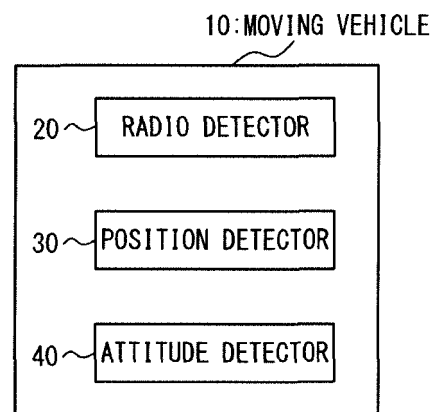 10:MOVING VEHICLE
20 RADIO DETECTOR
30 POSITION DETECTOR
40 ATTITUDE DETECTOR